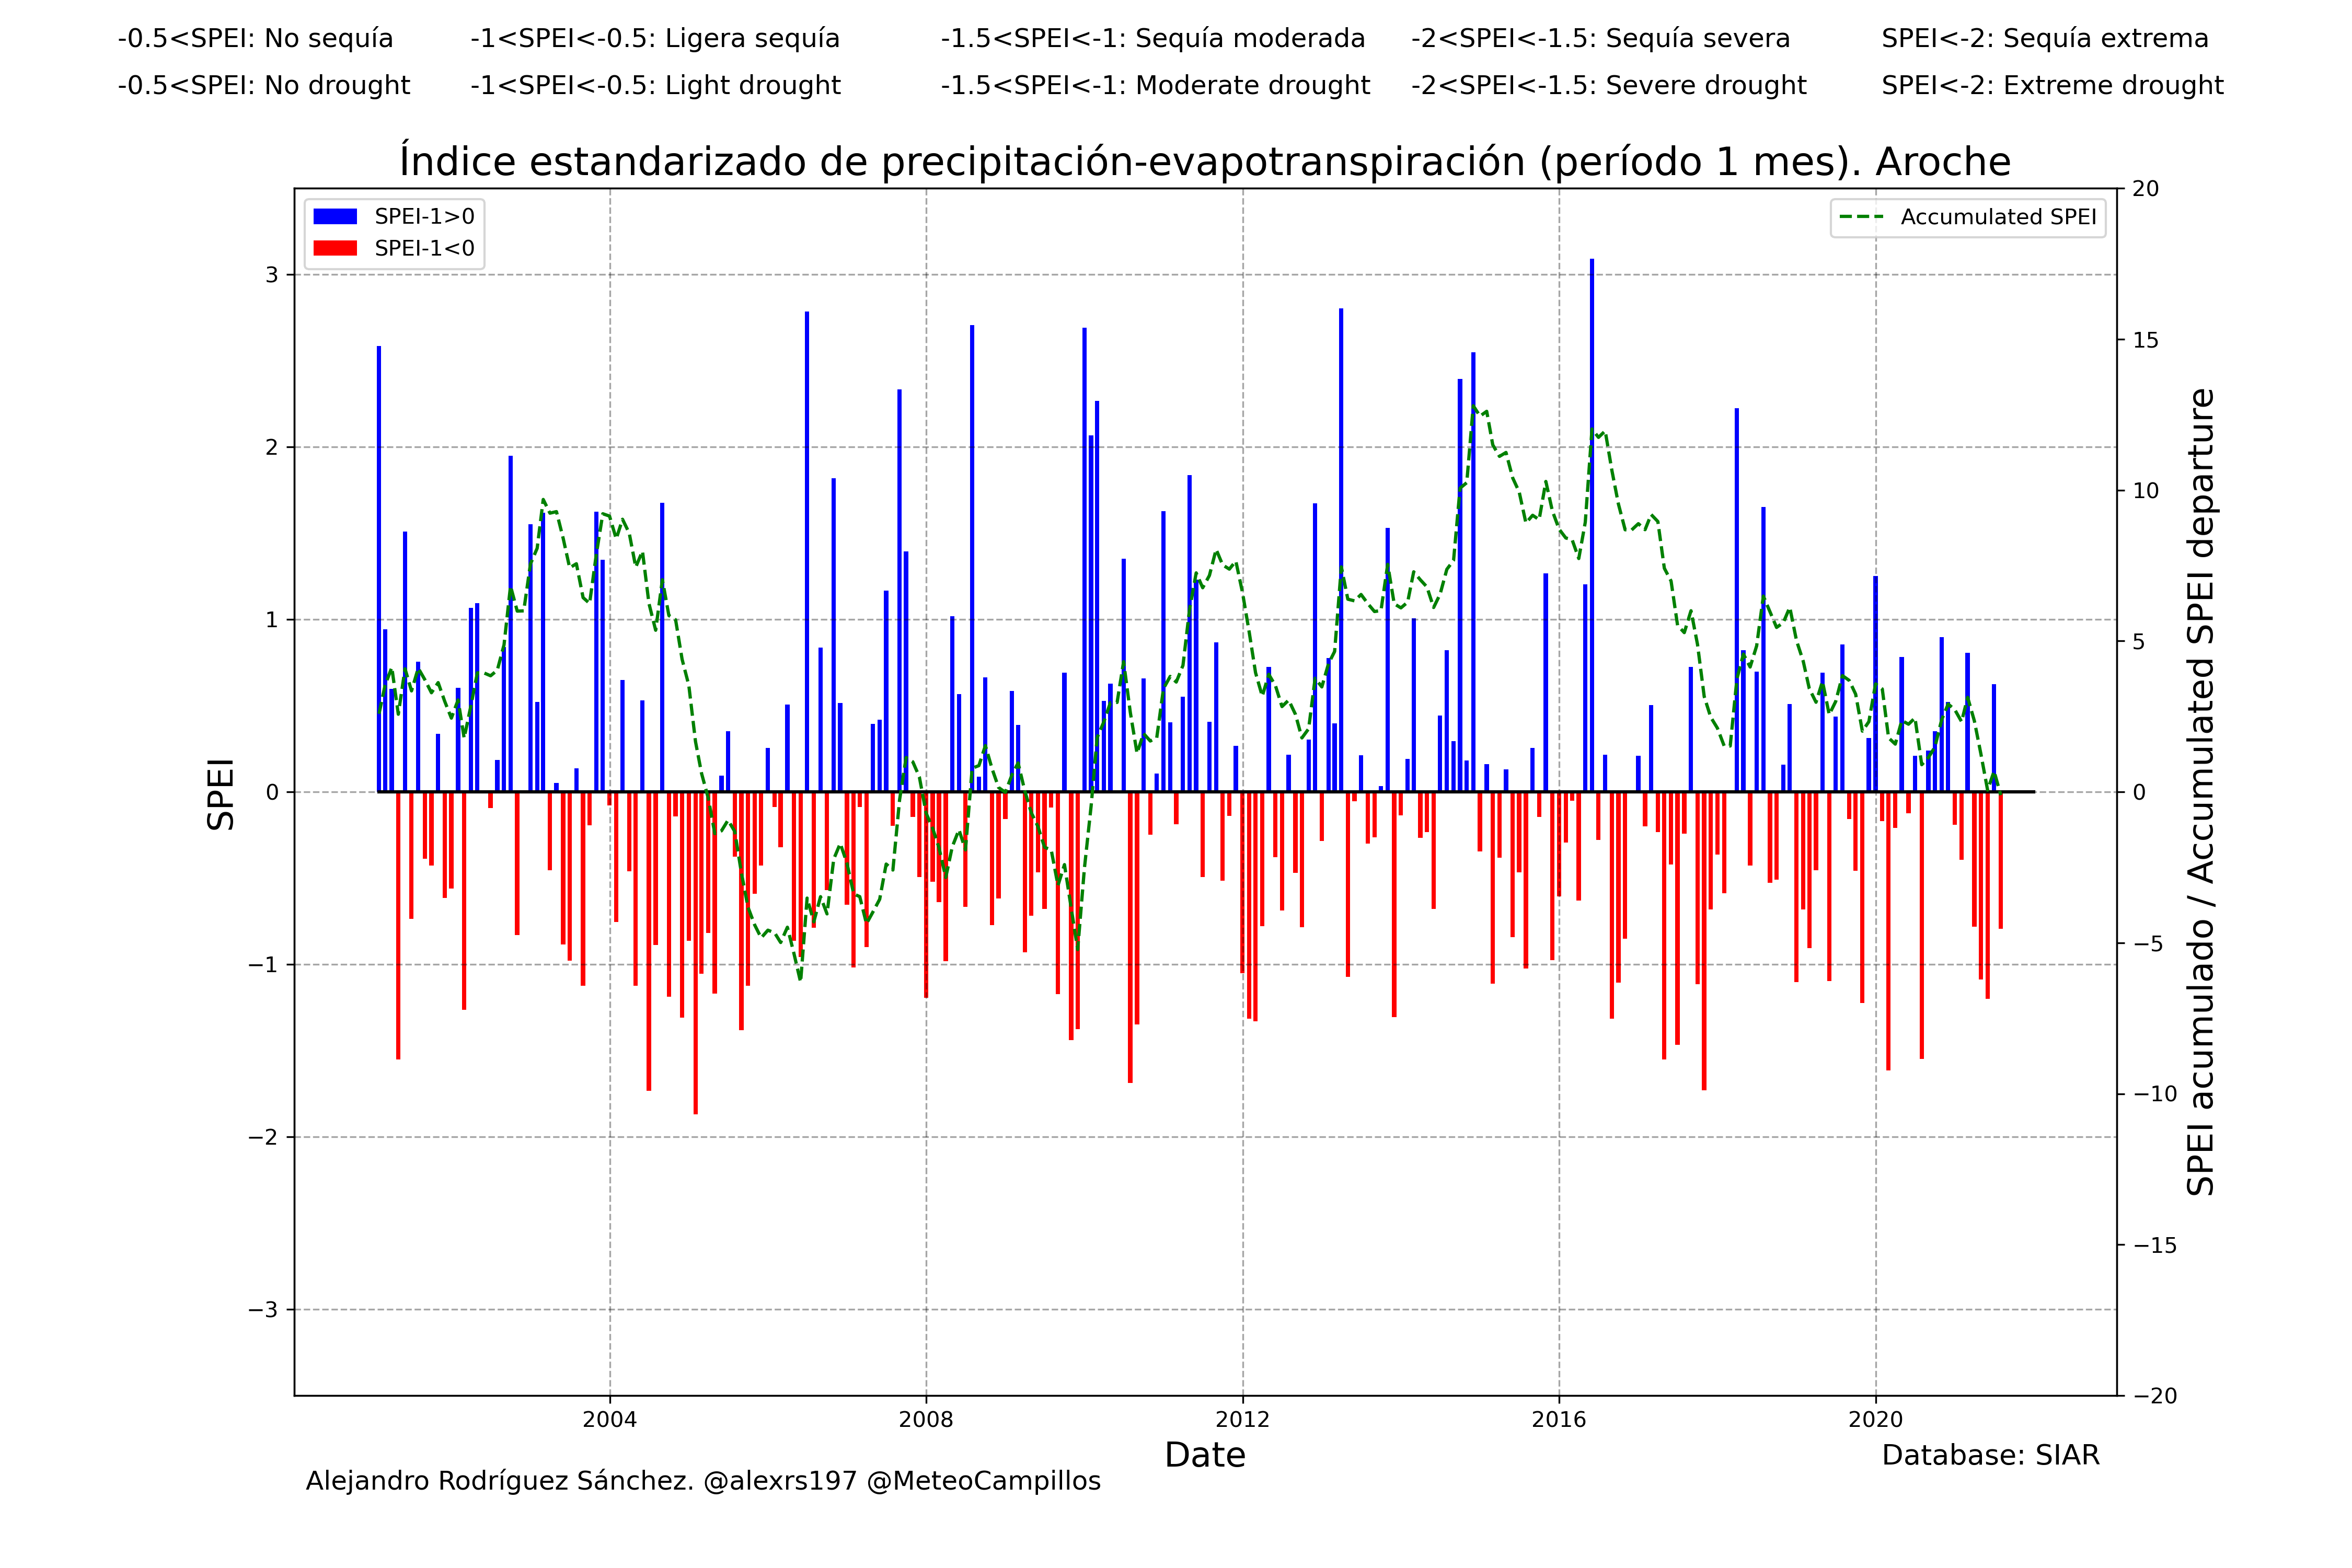 -0.5<SPEI: No sequía -1<SPEI<-0.5: Ligera sequía -1.5<SPEI<-1: Sequía moderada -2<SPEI<-1.5: Sequía severa SPEI<-2: Sequía extrema
-0.5<SPEI: No drought -1<SPEI<-0.5: Light drought -1.5<SPEI<-1: Moderate drought -2<SPEI<-1.5: Severe drought SPEI<-2: Extreme drought
Índice estandarizado de precipitación-evapotranspiración (período 1 mes). Aroche
SPEI-1>0
SPEI-1<0
Accumulated SPEI
SPEI
3
2
1
0
−1
−2
−3
20
15
10
5
0
−5
−10
−15
−20
SPEI acumulado / Accumulated SPEI departure
2004 2008 2012 2016 2020
Date
Database: SIAR
Alejandro Rodríguez Sánchez. @alexrs197 @MeteoCampillos